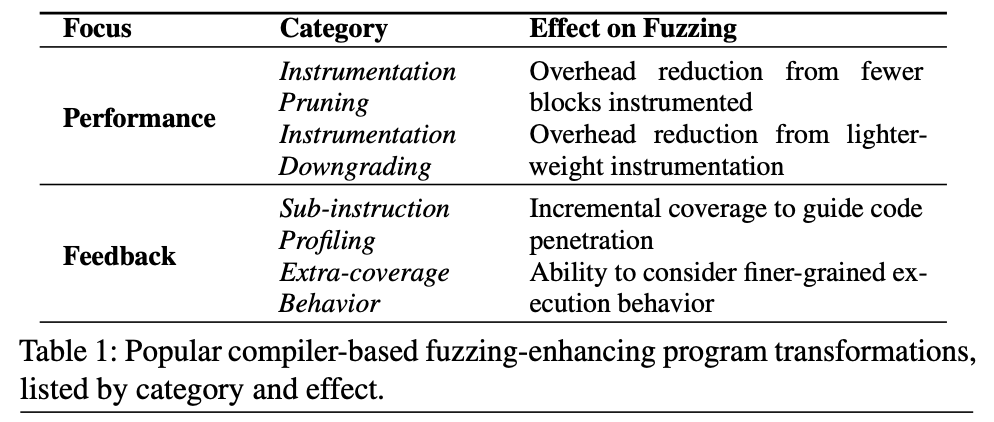 Focus Category Effect on Fuzzing
Performance
Instrumentation Overhead reduction from fewer
Pruning blocks instrumented
Instrumentation Overhead reduction from lighter-
Downgrading weight instrumentation
Feedback
Sub-instruction Incremental coverage to guide code
Profiling penetration
Extra-coverage Ability to consider finer-grained ex-
Behavior ecution behavior
Table 1: Popular compiler-based fuzzing-enhancing program transformations,
listed by category and effect.